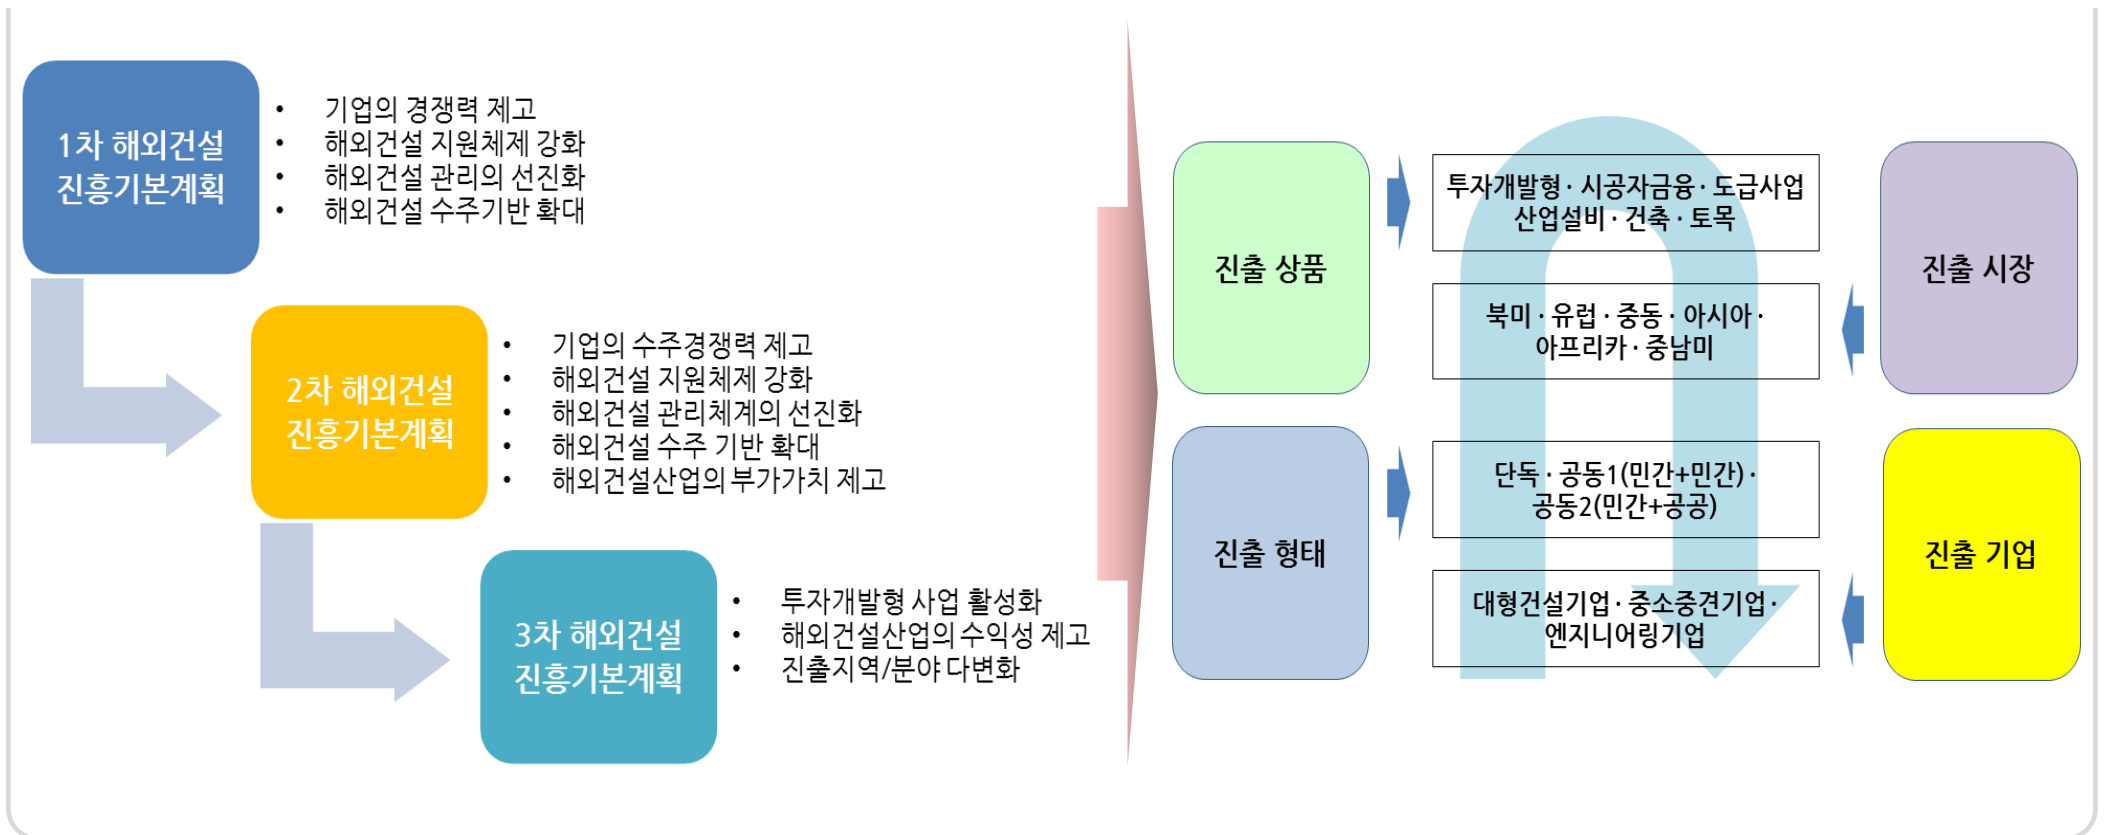 1차 해외건설
진흥기본계획
• 기업의 경쟁력 제고
• 해외건설 지원체제 강화
• 해외건설 관리의 선진화
• 해외건설 수주기반 확대
2차 해외건설
진흥기본계획
• 기업의 수주경쟁력 제고
• 해외건설 지원체제 강화
• 해외건설 관리체계의 선진화
• 해외건설 수주 기반 확대
• 해외건설산업의 부가가치 제고
3차 해외건설
진흥기본계획
• 투자개발형 사업 활성화
• 해외건설산업의 수익성 제고
• 진출지역/분야 다변화
진출 상품
투자개발형 · 시공자금융 · 도급사업
산업설비 · 건축 · 토목
진출 시장
북미 · 유럽 · 중동 · 아시아 ·
아프리카 · 중남미
진출 형태
단독 · 공동1(민간+민간) ·
공동2(민간+공공)
진출 기업
대형건설기업 · 중소중견기업 ·
엔지니어링기업